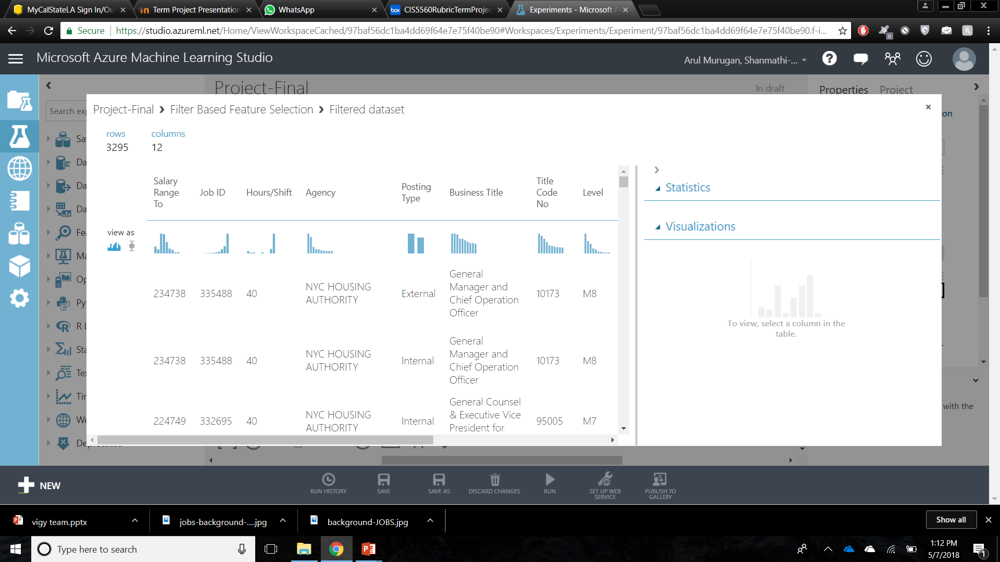 MyCalStateLA Sign In/Ou
Term Project Presentation
WhatsApp
box CIS5560RubricTermProjec
Experiments - Microsoft A
Secure
https://studio.azureml.net/Home/ViewWorkspaceCached/97baf56dc1ba4dd69f64e7e75f40be90#Workspaces/Experiments/Experiment/97baf56dc1ba4dd69f64e7e75f40be90.f-i...
0
Microsoft Azure Machine Learning Studio
Arul Murugan, Shanmathi-...
Project-Final
In draft
Properties
Project
Search exp
Project-Final
Filter Based Feature Selection
Filtered dataset
on
rows
columns
3295
12
Sa
Da
Da
Da
Fea
Ma
Op
Py
R L
Sta
Tex
Tin
We
Deprecated
Salary Range To
Job ID
Hours/Shift
Agency
Posting Type
Business Title
Title Code No
Level
view as
234738 335488 40 NYC HOUSING AUTHORITY External General Manager and Chief Operation Officer 10173 M8
234738 335488 40 NYC HOUSING AUTHORITY Internal General Manager and Chief Operation Officer 10173 M8
224749 332695 40 NYC HOUSING AUTHORITY Internal General Counsel & Executive Vice President for 95005 M7
Statistics
Visualizations
To view, select a column in the
table.
with the
NEW
RUN HISTORY
SAVE
SAVE AS
DISCARD CHANGES
RUN
SET UP WEB
SERVICE
PUBLISH TO
GALLERY
vigy team.pptx
jobs-background-....jpg
background-JOBS.jpg
Show all
Type here to search
1:12 PM
5/7/2018
1